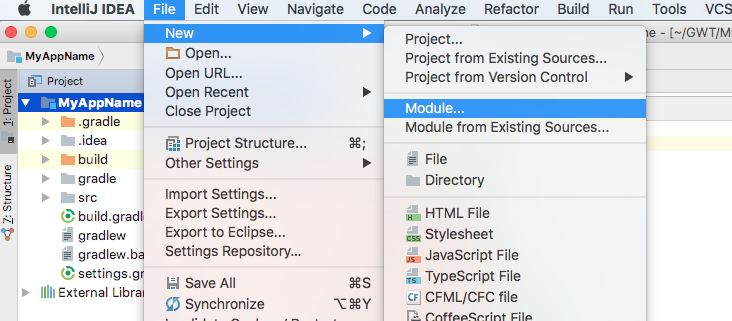 IntelliJ IDEA File Edit View Navigate Code Analyze Refactor Build Run Tools VCS
MyAppName
Project
1: Project
7: Structure
MyAppName
.gradle
.idea
build
gradle
src
build.gradl
gradlew
gradlew.ba
settings.gr
External Librar
New
Open...
Open URL...
Open Recent
Close Project
Project Structure... ⌘;
Other Settings
Import Settings...
Export Settings...
Export to Eclipse...
Settings Repository...
Save All ⌘S
Synchronize ⌥⌘Y
Project...
Project from Existing Sources...
Project from Version Control
Module...
Module from Existing Sources...
File
Directory
HTML File
Stylesheet
JavaScript File
TypeScript File
CFML/CFC file
CoffeeScript File
me - [~/GWT/My